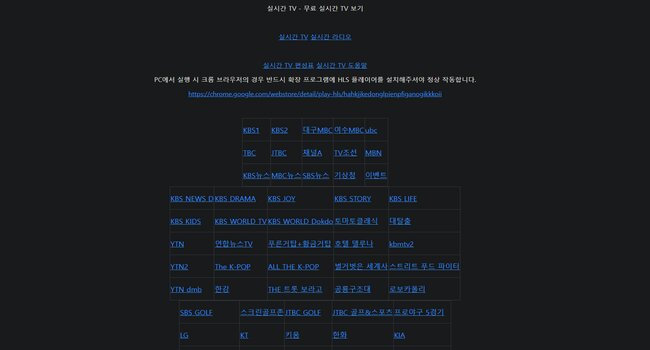 실시간 TV - 무료 실시간 TV 보기
실시간 TV 실시간 라디오
실시간 TV 편성표 실시간 TV 도움말
PC에서 실행 시 크롬 브라우저의 경우 반드시 확장 프로그램에 HLS 플레이어를 설치해주셔야 정상 작동합니다.
https://chrome.google.com/webstore/detail/play-hls/hahkjjkedonglpienpfiganogikkkoii
KBS1 KBS2 대구MBC 여수MBC ubc
TBC JTBC 채널A TV조선 MBN
KBS뉴스 MBC뉴스 SBS뉴스 기상청 이벤트
KBS NEWS D KBS DRAMA KBS JOY KBS STORY KBS LIFE
KBS KIDS KBS WORLD TV KBS WORLD Dokdo 토마토클래식 대탈출
YTN 연합뉴스TV 푸른거탑+황금거탑 호텔 델루나 kbmtv2
YTN2 The K-POP ALL THE K-POP 벌거벗은 세계사 스트리트 푸드 파이터
YTN dmb 한강 THE 트롯 보라고 공룡구조대 로보카폴리
SBS GOLF 스크린골프존 JTBC GOLF JTBC 골프&스포츠 프로야구 5경기
LG KT 키움 한화 KIA